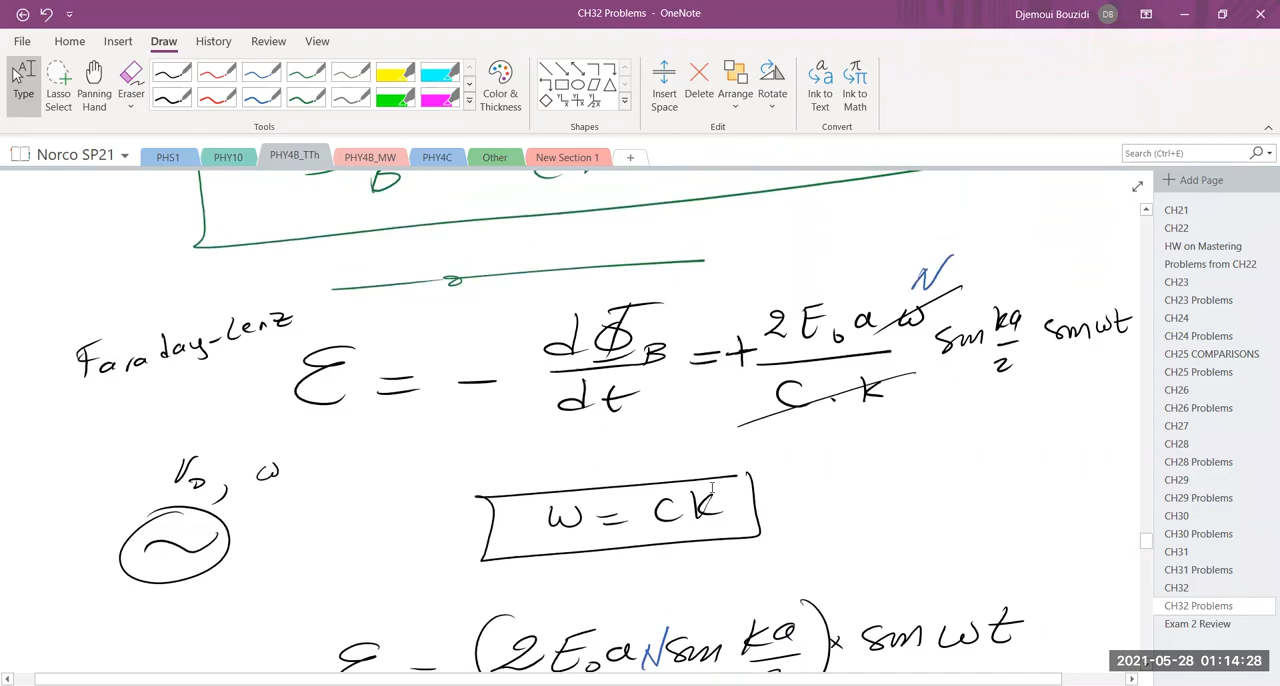 CH32 Problems - OneNote
Djemoui Bouzidi DB
File Home Insert Draw History Review View
Type Lasso Select Panning Hand Eraser Color & Thickness Insert Space Delete Arrange Rotate Ink to Text Ink to Math
Tools Shapes Edit Convert
Norco SP21 PHS1 PHY10 PHY4B_TTh PHY4B_MW PHY4C Other New Section 1 + Search (Ctrl+E)
+ Add Page
CH21
CH22
HW on Mastering
Problems from CH22
CH23
CH23 Problems
CH24
CH24 Problems
CH25 COMPARISONS
CH25 Problems
CH26
CH26 Problems
CH27
CH28
CH28 Problems
CH29
CH29 Problems
CH30
CH30 Problems
CH31
CH31 Problems
CH32
CH32 Problems
Exam 2 Review
B
Faraday-Lenz ℰ = - dΦ_B/dt = + 2E₀aω/C.k N sin ka/2 sin ωt
V₀, ω
ω = ck
ℰ = (2E₀aN sin ka/2) × sin ωt
2021-05-28 01:14:28